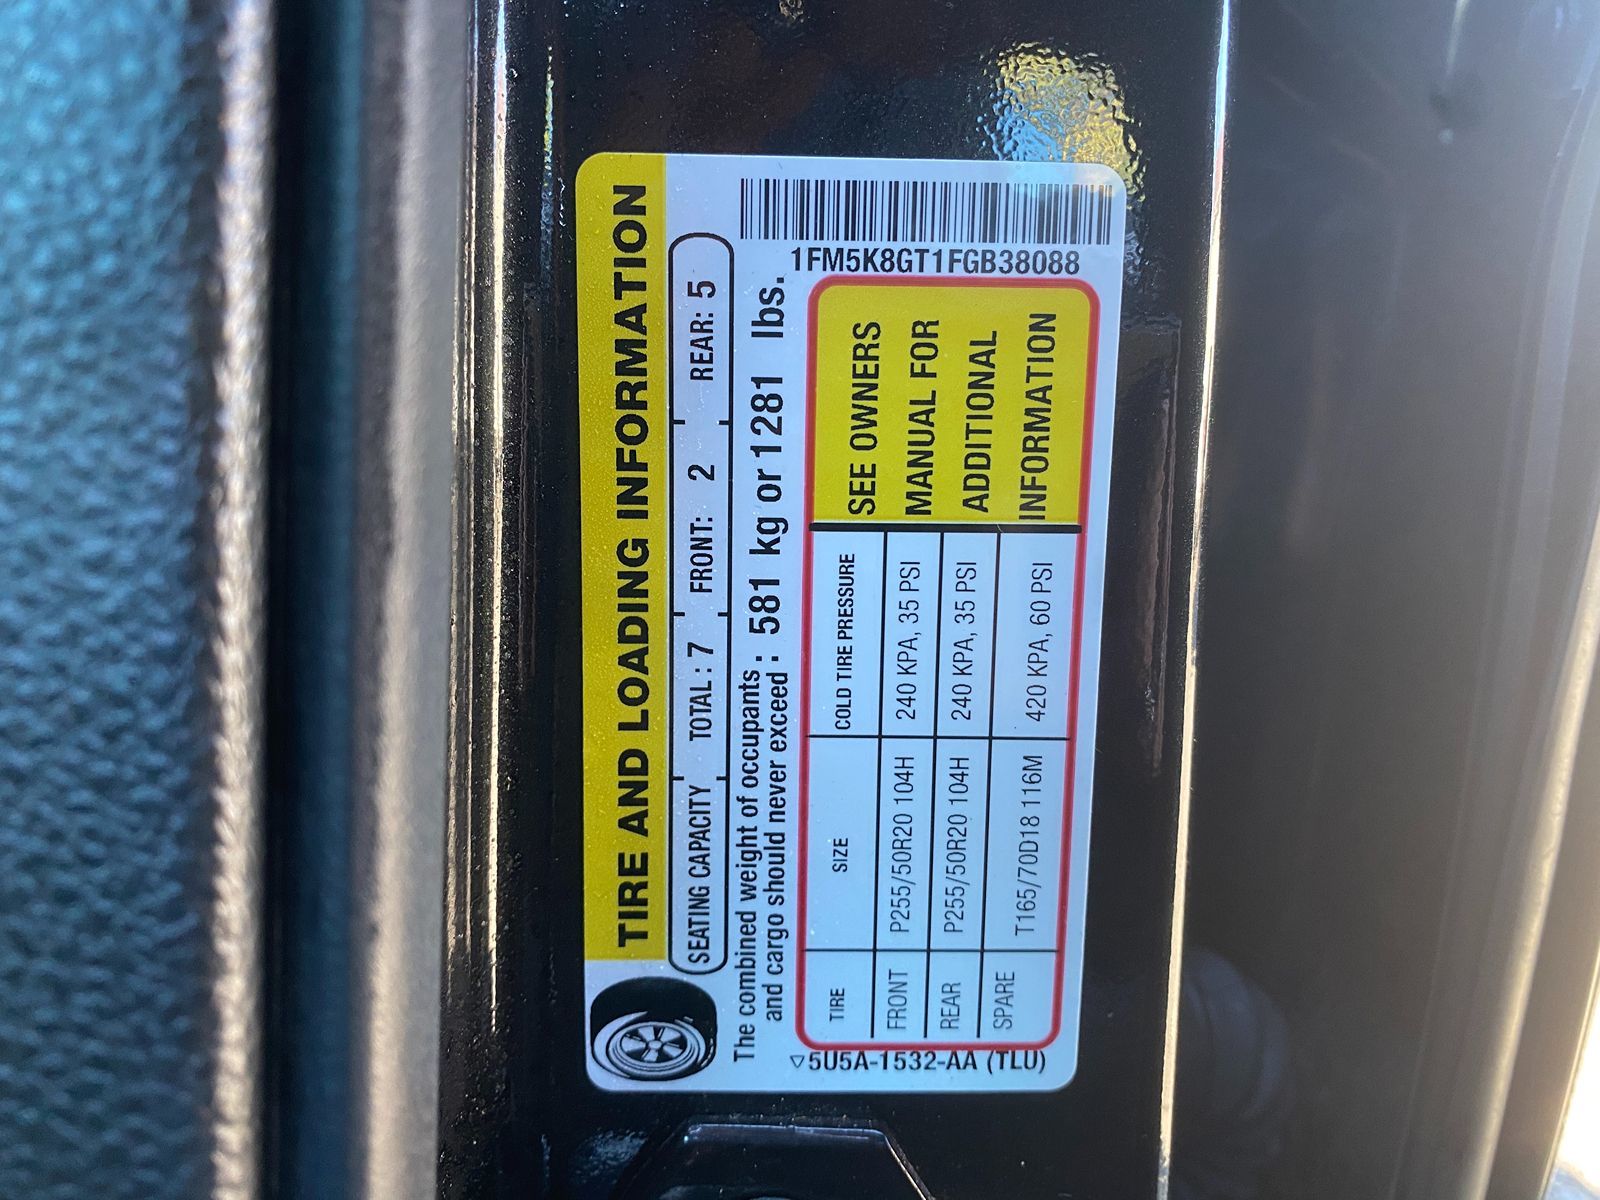 TIRE AND LOADING INFORMATION
SEATING CAPACITY TOTAL : 7 FRONT: 2 REAR: 5
The combined weight of occupants
and cargo should never exceed : 581 kg or 1281 lbs.
TIRE SIZE COLD TIRE PRESSURE
FRONT P255/50R20 104H 240 KPA, 35 PSI
REAR P255/50R20 104H 240 KPA, 35 PSI
SPARE T165/70D18 116M 420 KPA, 60 PSI
SEE OWNERS
MANUAL FOR
ADDITIONAL
INFORMATION
1FM5K8GT1FGB38088
5U5A-1532-AA (TLU)